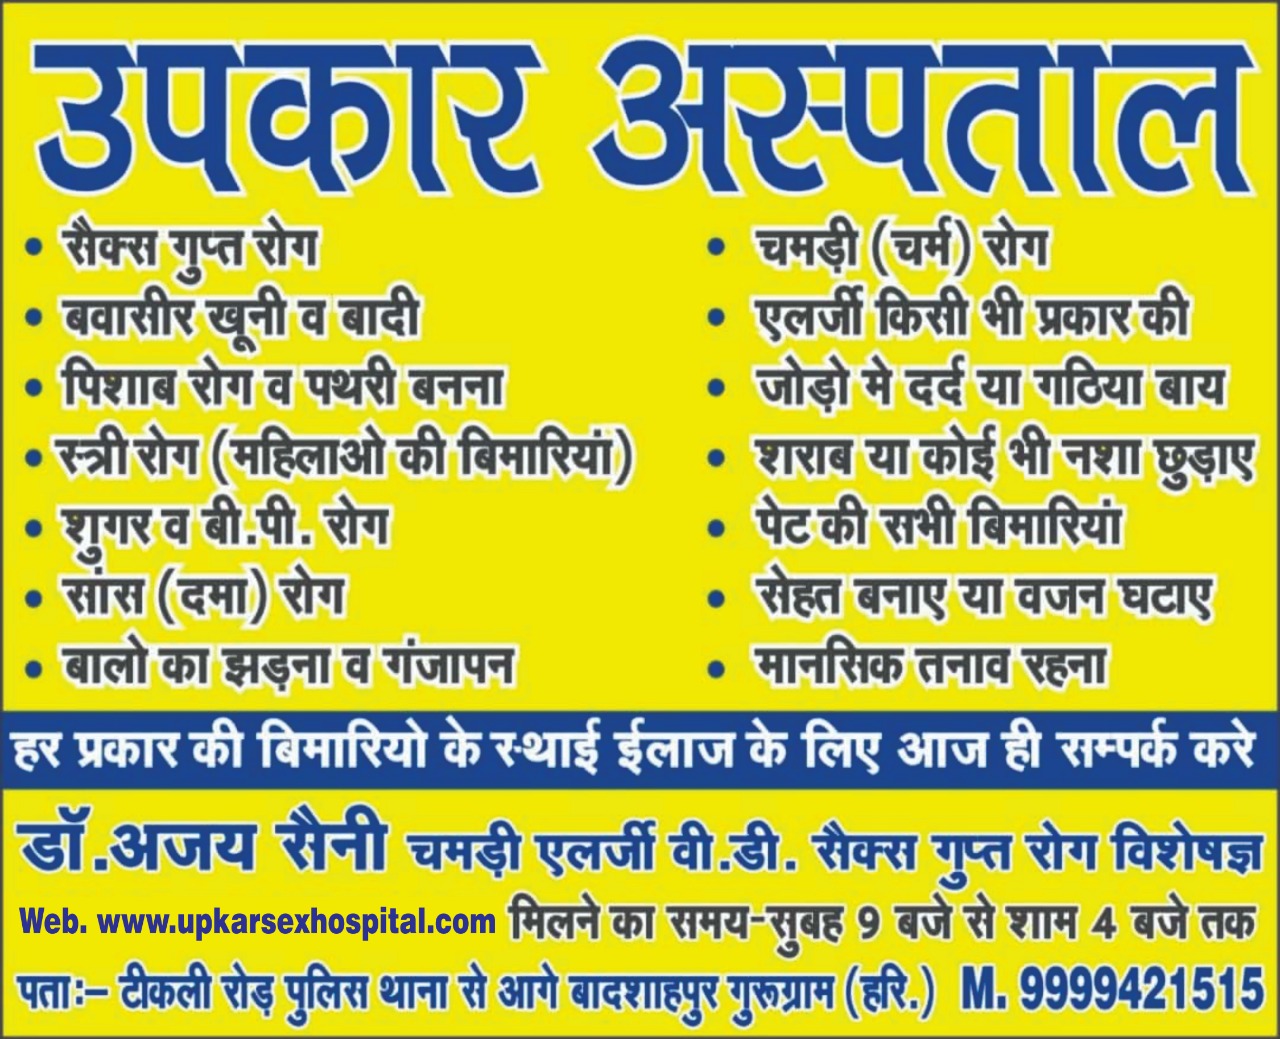 उपकार अस्पताल
• सैक्स गुप्त रोग
• बवासीर खूनी व बादी
• पिशाब रोग व पथरी बनना
• स्त्री रोग (महिलाओ की बिमारियां)
• शुगर व बी.पी. रोग
• सांस (दमा) रोग
• बालो का झड़ना व गंजापन
• चमड़ी (चर्म) रोग
• एलर्जी किसी भी प्रकार की
• जोड़ो मे दर्द या गठिया बाय
• शराब या कोई भी नशा छुड़ाए
• पेट की सभी बिमारियां
• सेहत बनाए या वजन घटाए
• मानसिक तनाव रहना
हर प्रकार की बिमारियो के स्थाई ईलाज के लिए आज ही सम्पर्क करे
डॉ.अजय सैनी चमड़ी एलर्जी वी.डी. सैक्स गुप्त रोग विशेषज्ञ
Web. www.upkarsexhospital.com मिलने का समय-सुबह 9 बजे से शाम 4 बजे तक
पता:– टीकली रोड़ पुलिस थाना से आगे बादशाहपुर गुरूग्राम (हरि.) M. 9999421515